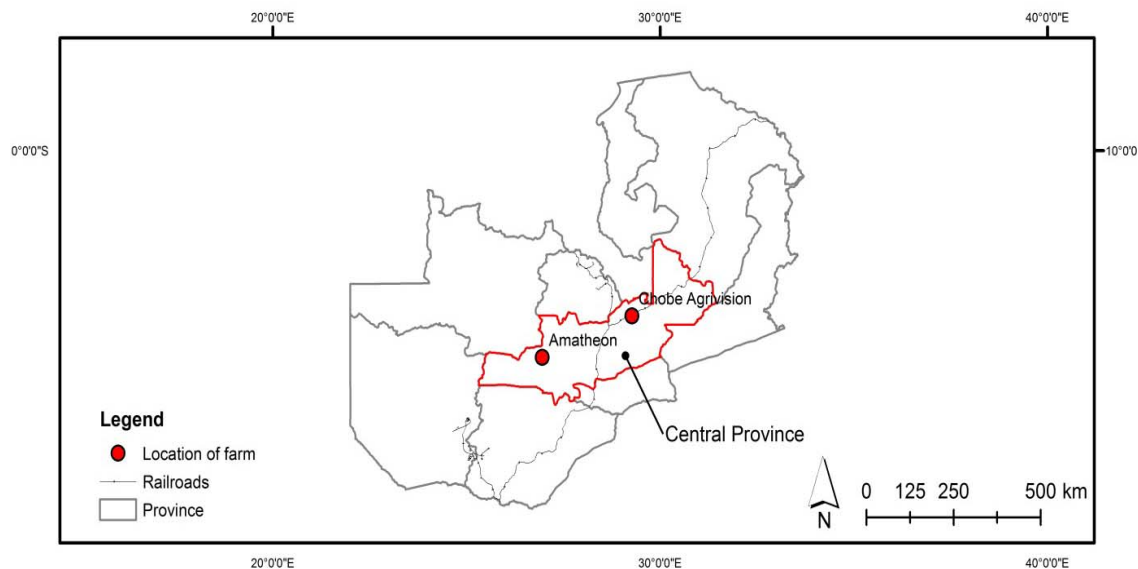 20°0'0"E 30°0'0"E 40°0'0"E
0°0'0"S 10°0'0
Chobe Agrivision
Amatheon
Central Province
Legend
Location of farm
Railroads
Province
0 125 250 500 km
N
20°0'0"E 30°0'0"E 40°0'0"E